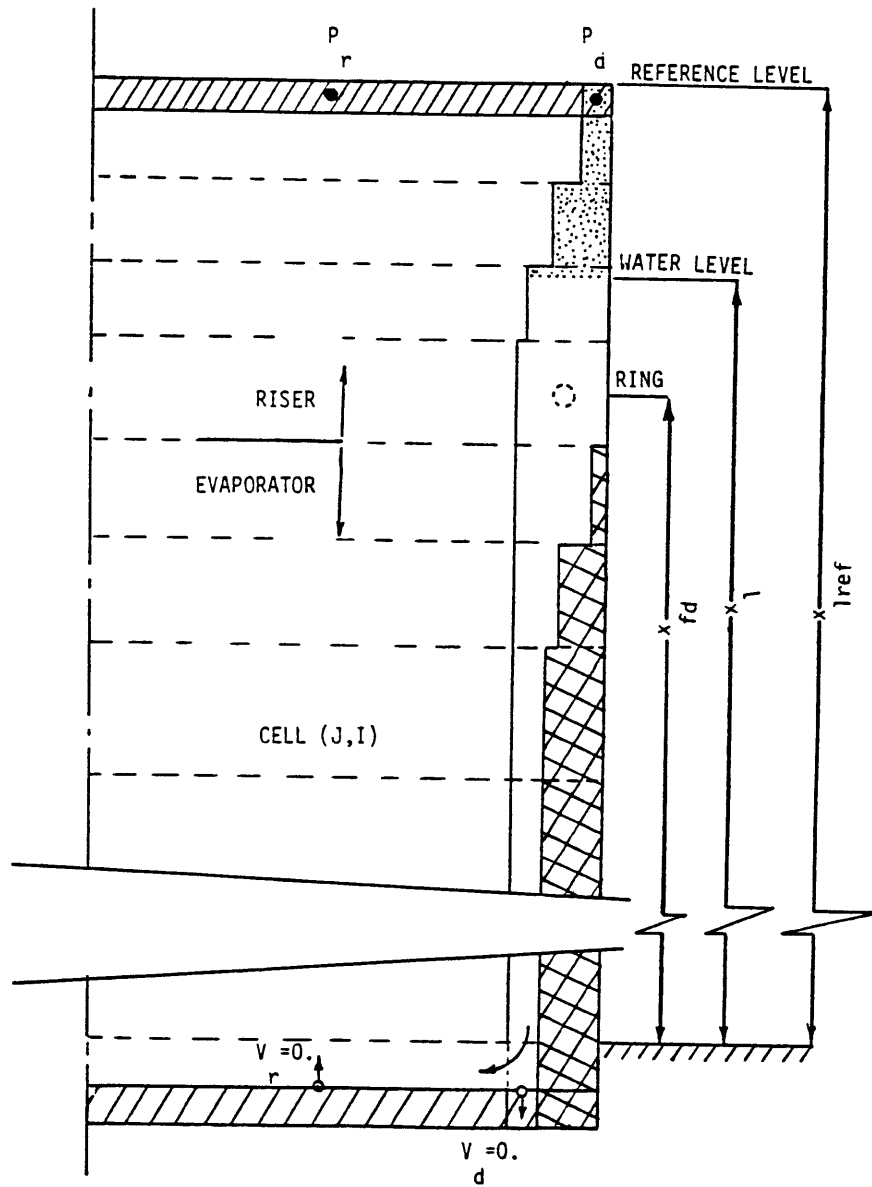 P P
r d
REFERENCE LEVEL
WATER LEVEL
RING
RISER
EVAPORATOR
x fd
x l
x lref
CELL (J,I)
V =0.
r
V =0.
d